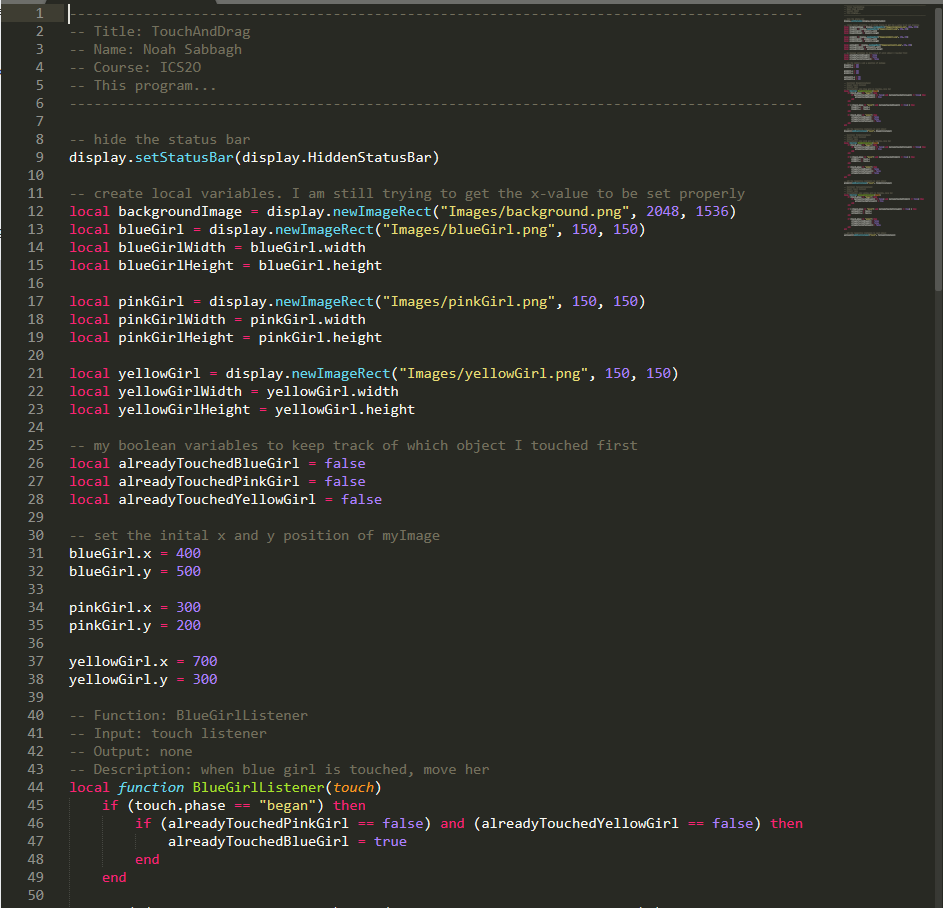 1 -----------------------------------------------------------------------------------------
2 -- Title: TouchAndDrag
3 -- Name: Noah Sabbagh
4 -- Course: ICS2O
5 -- This program...
6 -----------------------------------------------------------------------------------------
7
8 -- hide the status bar
9 display.setStatusBar(display.HiddenStatusBar)
10
11 -- create local variables. I am still trying to get the x-value to be set properly
12 local backgroundImage = display.newImageRect("Images/background.png", 2048, 1536)
13 local blueGirl = display.newImageRect("Images/blueGirl.png", 150, 150)
14 local blueGirlWidth = blueGirl.width
15 local blueGirlHeight = blueGirl.height
16
17 local pinkGirl = display.newImageRect("Images/pinkGirl.png", 150, 150)
18 local pinkGirlWidth = pinkGirl.width
19 local pinkGirlHeight = pinkGirl.height
20
21 local yellowGirl = display.newImageRect("Images/yellowGirl.png", 150, 150)
22 local yellowGirlWidth = yellowGirl.width
23 local yellowGirlHeight = yellowGirl.height
24
25 -- my boolean variables to keep track of which object I touched first
26 local alreadyTouchedBlueGirl = false
27 local alreadyTouchedPinkGirl = false
28 local alreadyTouchedYellowGirl = false
29
30 -- set the inital x and y position of myImage
31 blueGirl.x = 400
32 blueGirl.y = 500
33
34 pinkGirl.x = 300
35 pinkGirl.y = 200
36
37 yellowGirl.x = 700
38 yellowGirl.y = 300
39
40 -- Function: BlueGirlListener
41 -- Input: touch listener
42 -- Output: none
43 -- Description: when blue girl is touched, move her
44 local function BlueGirlListener(touch)
45     if (touch.phase == "began") then
46         if (alreadyTouchedPinkGirl == false) and (alreadyTouchedYellowGirl == false) then
47             alreadyTouchedBlueGirl = true
48         end
49     end
50